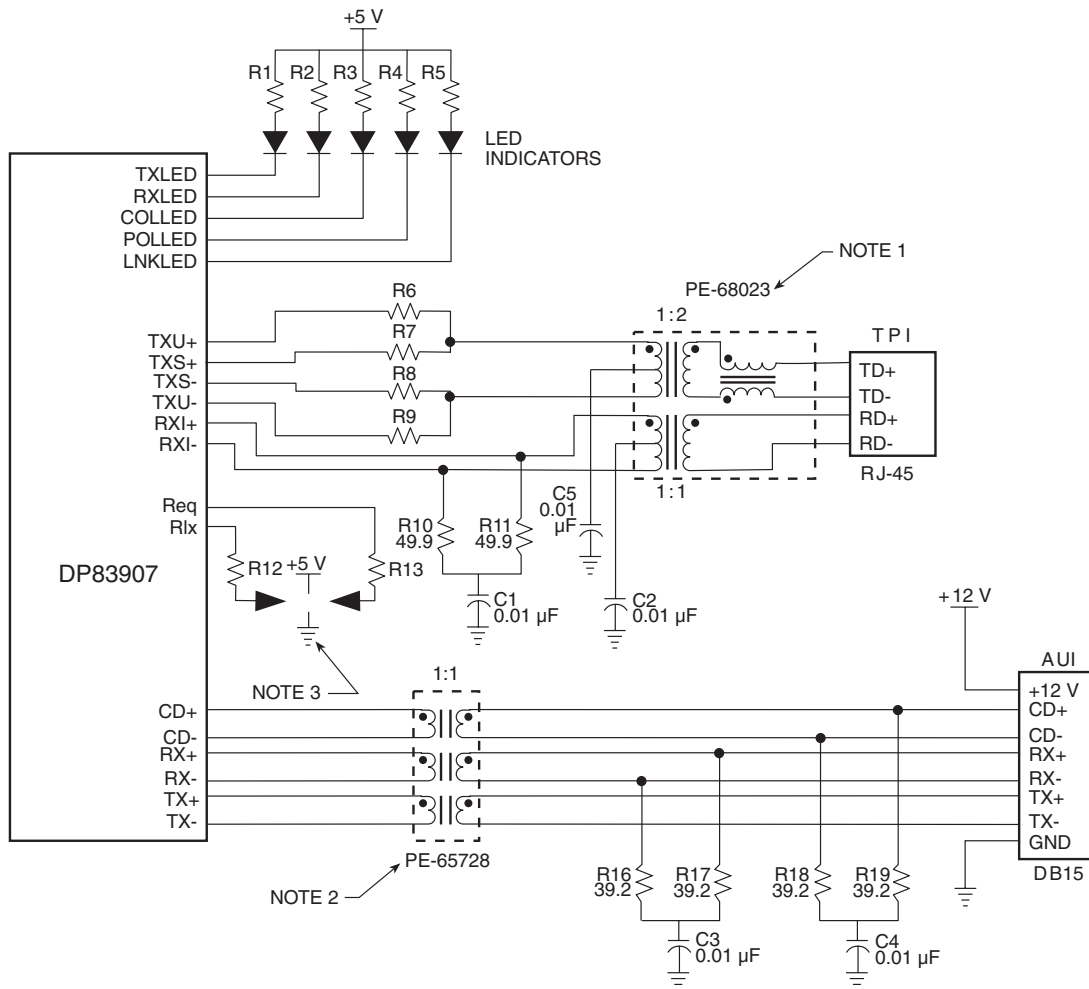 +5 V
R1 R2 R3 R4 R5
LED
INDICATORS
TXLED
RXLED
COLLED
POLLED
LNKLED
NOTE 1
PE-68023
R6
1:2
TPI
R7
TXU+
TXS+
TD+
R8
TXS-
TD-
TXU-
R9
RD+
RXI+
RXI-
RD-
RJ-45
1:1
C5
0.01
µF
Req
RIx
R10
49.9
R11
49.9
R12
+5 V
R13
DP83907
C1
0.01 µF
C2
0.01 µF
+12 V
NOTE 3
1:1
AUI
+12 V
CD+
CD+
CD-
CD-
RX+
RX+
RX-
RX-
TX+
TX+
TX-
TX-
GND
PE-65728
DB15
NOTE 2
R16
39.2
R17
39.2
R18
39.2
R19
39.2
C3
0.01 µF
C4
0.01 µF